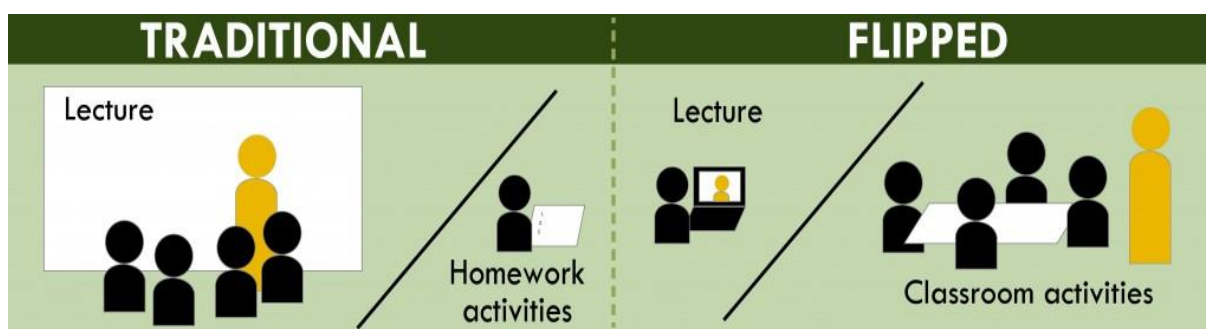 TRADITIONAL
Lecture
Homework
activities
FLIPPED
Lecture
Classroom activities